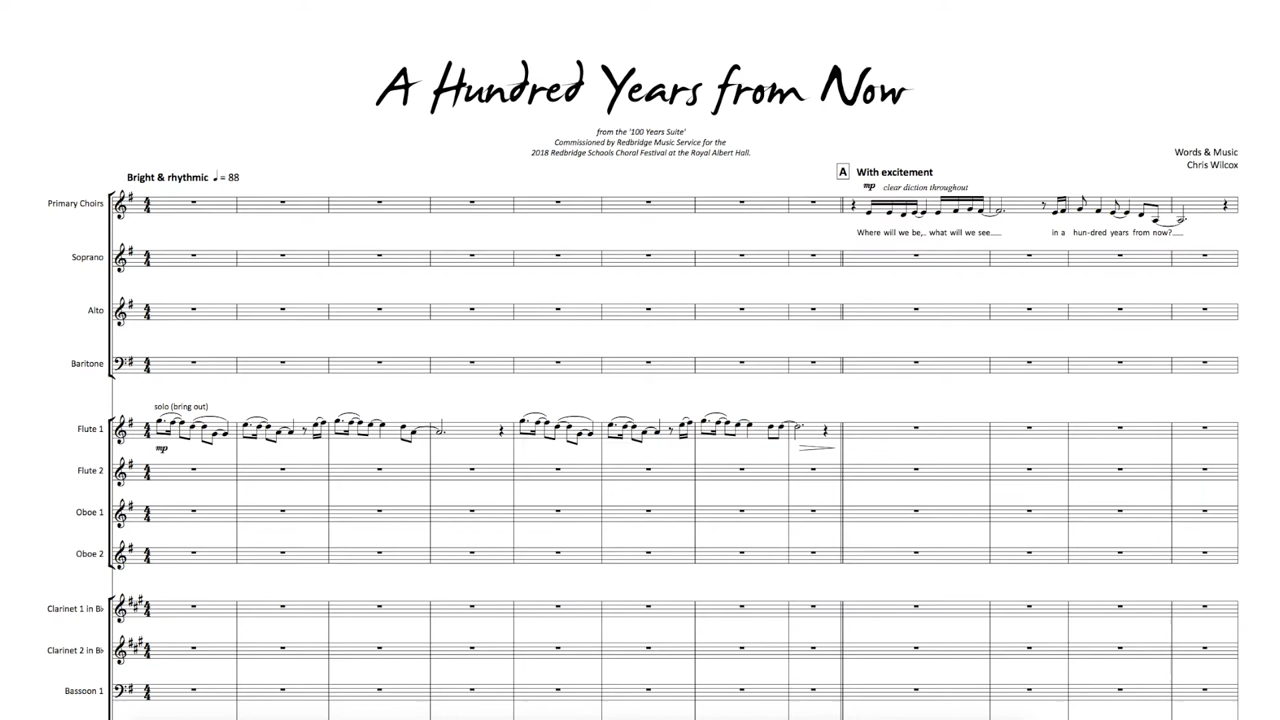 A Hundred Years from Now
from the '100 Years Suite'
Commissioned by Redbridge Music Service for the
2018 Redbridge Schools Choral Festival at the Royal Albert Hall.
Words & Music
Chris Wilcox
Bright & rhythmic ♩ = 88
A With excitement
mp clear diction throughout
Primary Choirs
Where will we be,_ what will we see__ in a hun-dred years from now?__
Soprano
Alto
Baritone
solo (bring out)
Flute 1
mp
Flute 2
Oboe 1
Oboe 2
Clarinet 1 in B♭
Clarinet 2 in B♭
Bassoon 1